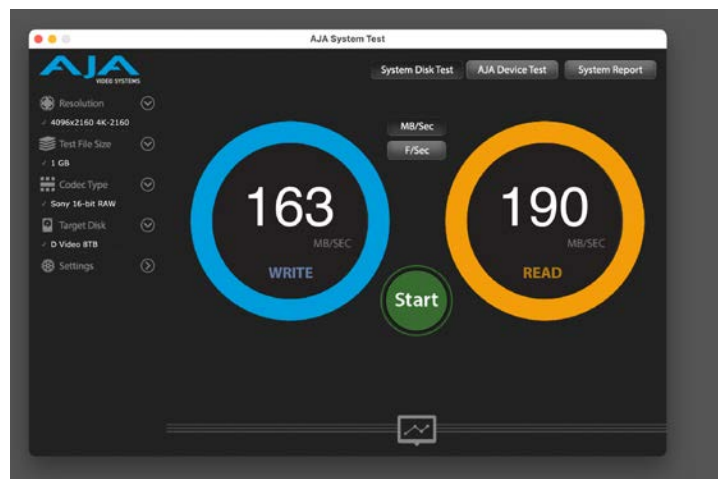 AJA System Test
AJA
VIDEO SYSTEMS
System Disk Test
AJA Device Test
System Report
Resolution
✓ 4096x2160 4K-2160
Test File Size
✓ 1 GB
Codec Type
✓ Sony 16-bit RAW
Target Disk
✓ D Video 8TB
Settings
MB/Sec
F/Sec
163
MB/SEC
WRITE
190
MB/SEC
READ
Start